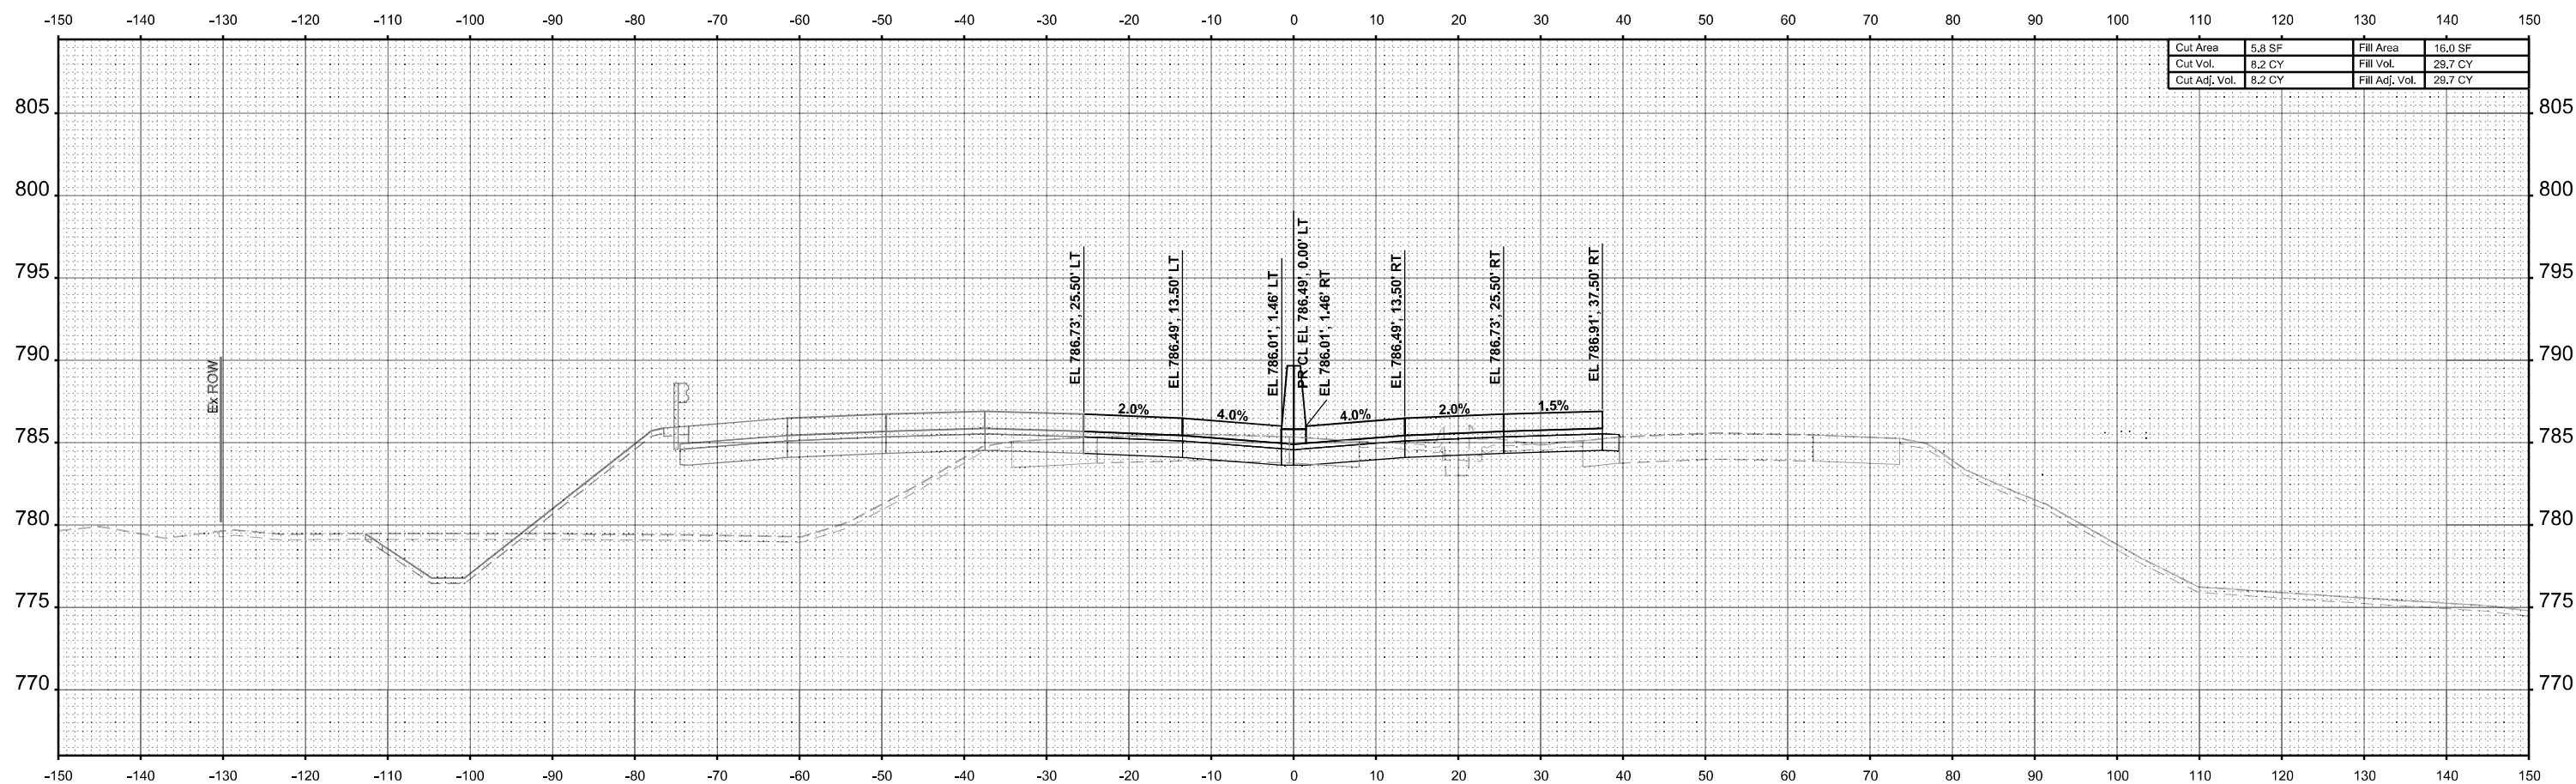 -150 -140 -130 -120 -110 -100 -90 -80 -70 -60 -50 -40 -30 -20 -10 0 10 20 30 40 50 60 70 80 90 100 110 120 130 140 150
Cut Area 5.8 SF Fill Area 16.0 SF
Cut Vol. 8.2 CY Fill Vol. 29.7 CY
Cut Adj. Vol. 8.2 CY Fill Adj. Vol. 29.7 CY
805 805
800 800
795 795
790 790
785 785
780 780
775 775
770 770
Ex ROW
EL 786.73', 25.50' LT
EL 786.49', 13.50' LT
EL 786.01', 1.46' LT
PR CL EL 786.49', 0.00' LT
EL 786.01', 1.46' RT
EL 786.49', 13.50' RT
EL 786.73', 25.50' RT
EL 786.91', 37.50' RT
2.0% 4.0% 4.0% 2.0% 1.5%
-150 -140 -130 -120 -110 -100 -90 -80 -70 -60 -50 -40 -30 -20 -10 0 10 20 30 40 50 60 70 80 90 100 110 120 130 140 150